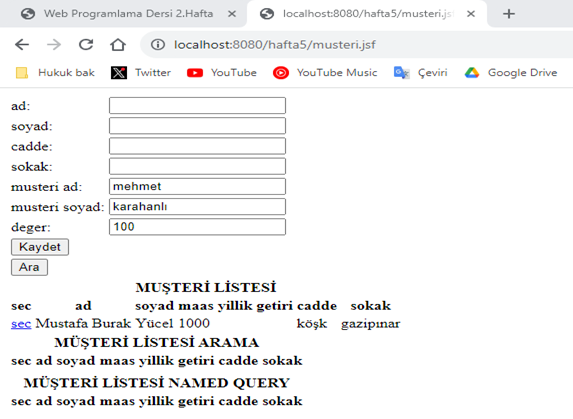 Web Programlama Dersi 2.Hafta
localhost:8080/hafta5/musteri.jsf
localhost:8080/hafta5/musteri.jsf
Hukuk bak Twitter YouTube YouTube Music Çeviri Google Drive
ad:
soyad:
cadde:
sokak:
musteri ad: mehmet
musteri soyad: karahanlı
deger: 100
Kaydet
Ara
MUŞTERİ LİSTESİ
sec ad soyad maas yillik getiri cadde sokak
sec Mustafa Burak Yücel 1000 köşk gazipınar
MÜŞTERİ LİSTESİ ARAMA
sec ad soyad maas yillik getiri cadde sokak
MÜŞTERİ LİSTESİ NAMED QUERY
sec ad soyad maas yillik getiri cadde sokak